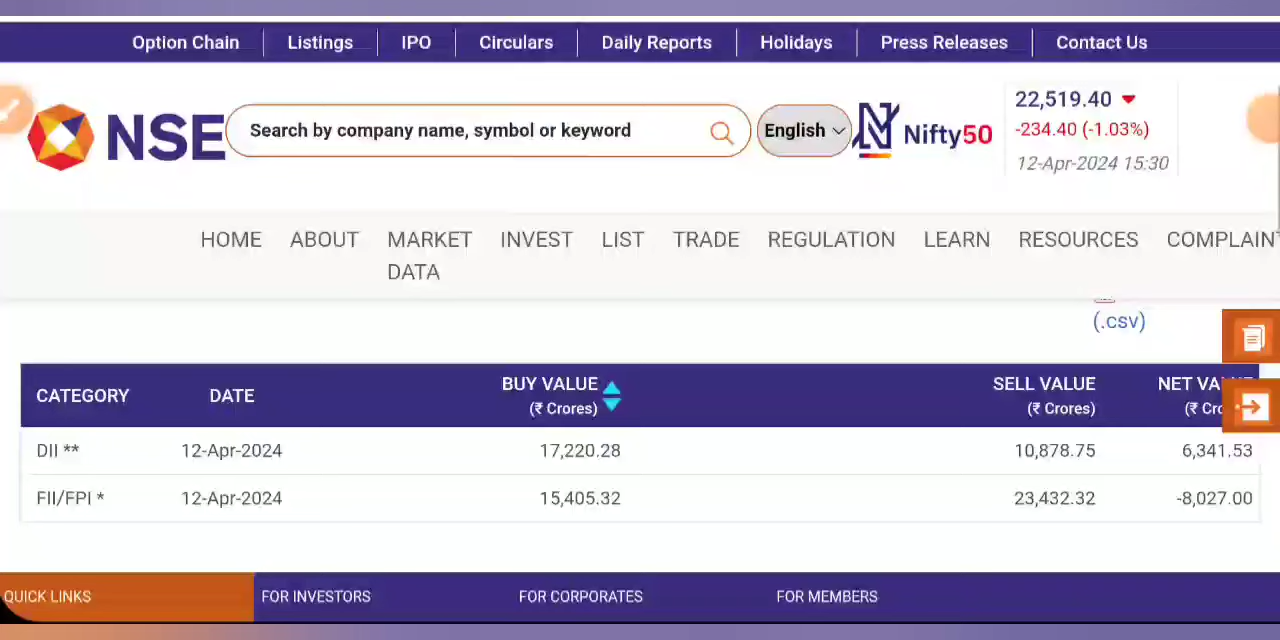 Option Chain Listings IPO Circulars Daily Reports Holidays Press Releases Contact Us
NSE
Search by company name, symbol or keyword
English
Nifty50
22,519.40
-234.40 (-1.03%)
12-Apr-2024 15:30
HOME ABOUT MARKET DATA INVEST LIST TRADE REGULATION LEARN RESOURCES COMPLAINT
(.csv)
CATEGORY DATE BUY VALUE (₹ Crores) SELL VALUE (₹ Crores) NET VA (₹ Cr
DII ** 12-Apr-2024 17,220.28 10,878.75 6,341.53
FII/FPI * 12-Apr-2024 15,405.32 23,432.32 -8,027.00
QUICK LINKS FOR INVESTORS FOR CORPORATES FOR MEMBERS